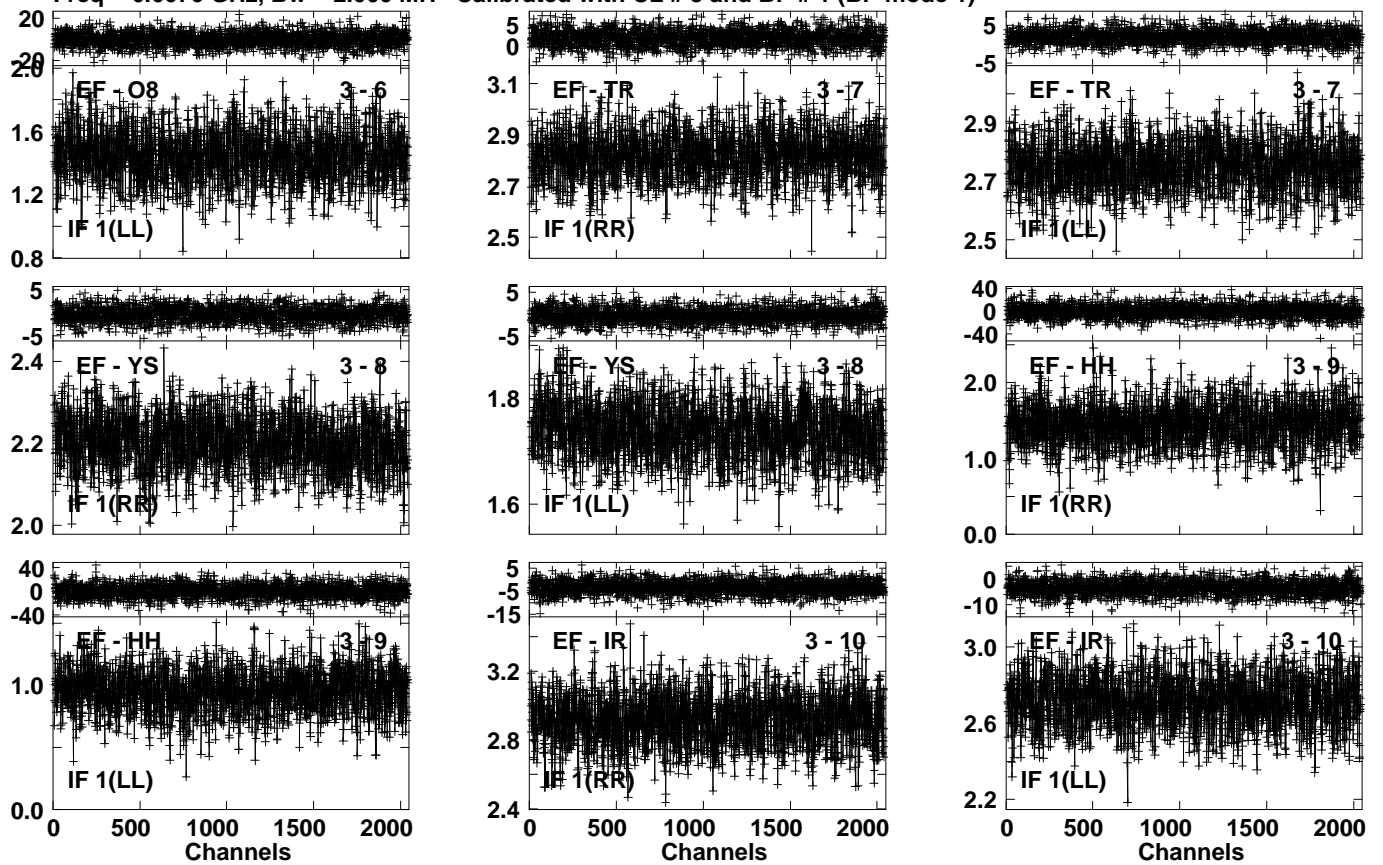 20
20
2.0
1.6
1.2
0.8
EF - O8
3 - 6
IF 1(LL)
5
0
3.1
2.9
2.7
2.5
EF - TR
3 - 7
IF 1(RR)
5
-5
2.9
2.7
2.5
EF - TR
3 - 7
IF 1(LL)
5
-5
2.4
2.2
2.0
EF - YS
3 - 8
IF 1(RR)
5
-5
1.8
1.6
EF - YS
3 - 8
IF 1(LL)
40
0
-40
2.0
1.0
0.0
EF - HH
3 - 9
IF 1(RR)
40
0
-40
1.0
0.0
EF - HH
3 - 9
IF 1(LL)
0 500 1000 1500 2000
Channels
5
-5
-15
3.2
2.8
2.4
EF - IR
3 - 10
IF 1(RR)
0 500 1000 1500 2000
Channels
0
-10
3.0
2.6
2.2
EF - IR
3 - 10
IF 1(LL)
0 500 1000 1500 2000
Channels